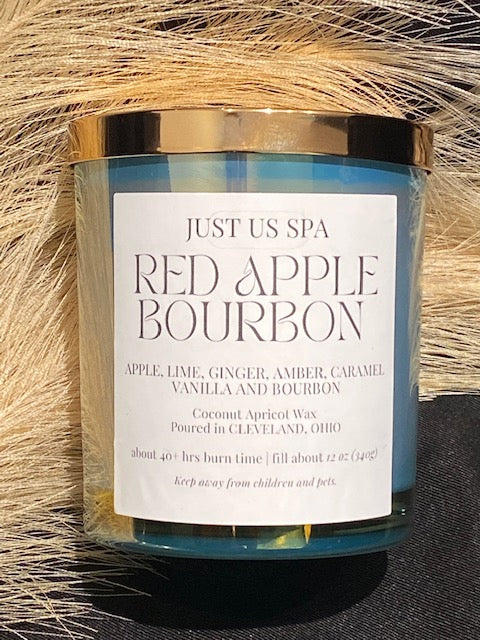 JUST US SPA
RED APPLE
BOURBON
APPLE, LIME, GINGER, AMBER, CARAMEL
VANILLA AND BOURBON
Coconut Apricot Wax
Poured in CLEVELAND, OHIO
about 40+ hrs burn time | fill about 12 oz (340g)
Keep away from children and pets.